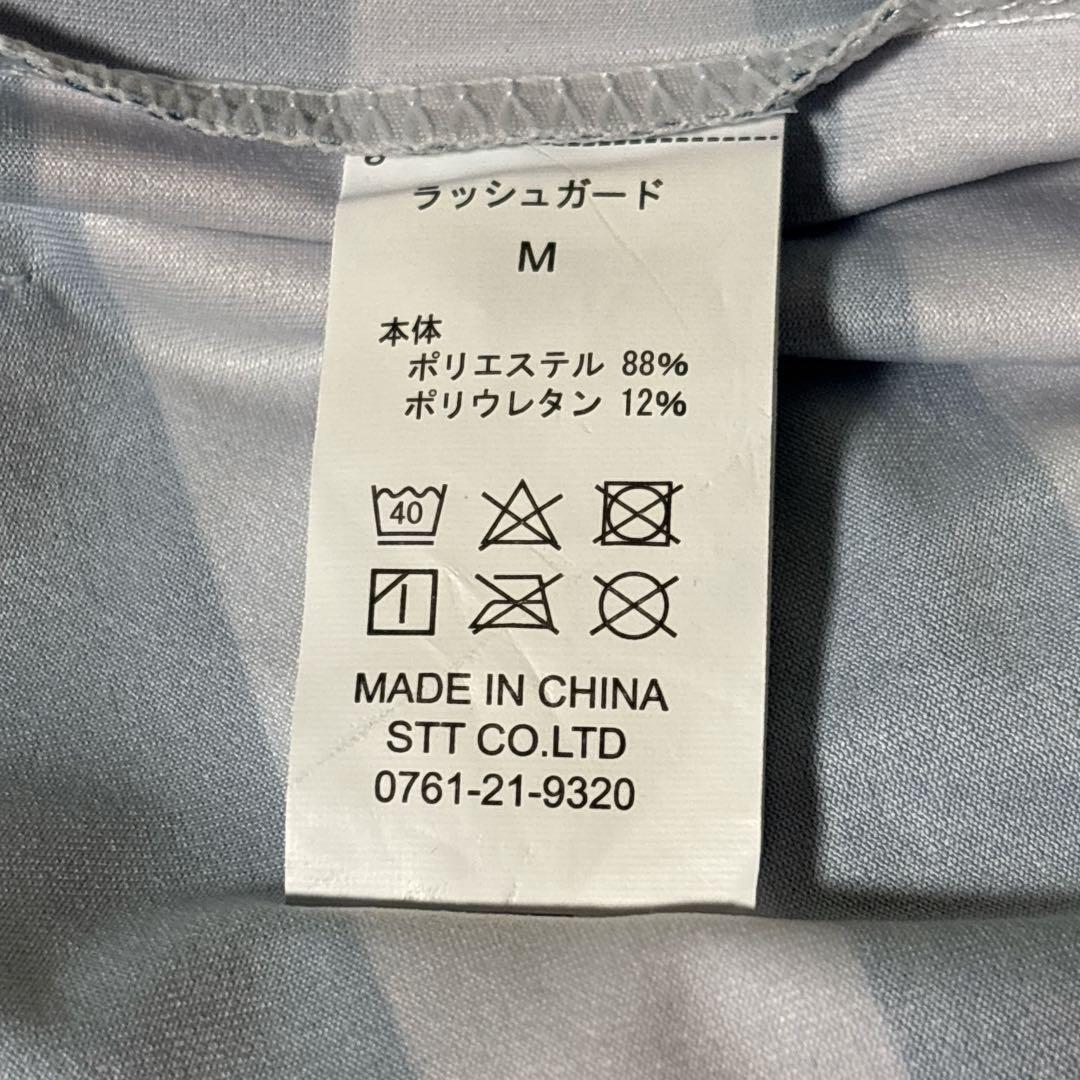 ラッシュガード
M
本体
ポリエステル 88%
ポリウレタン 12%
40
MADE IN CHINA
STT CO.LTD
0761-21-9320